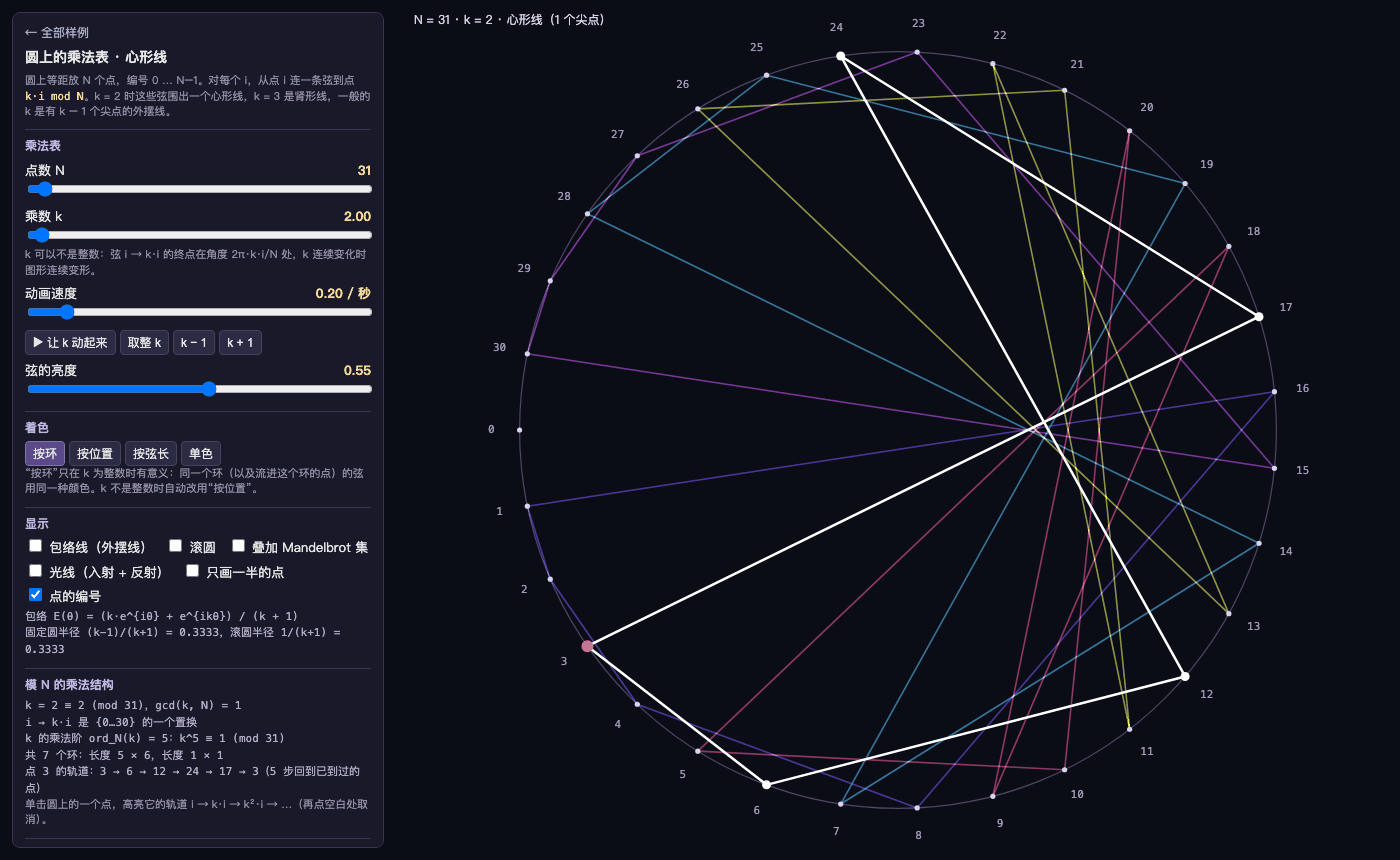 ← 全部样例
圆上的乘法表 · 心形线
圆上等距放 N 个点，编号 0 … N−1。对每个 i，从点 i 连一条弦到点
k·i mod N。k = 2 时这些弦围出一个心形线，k = 3 是肾形线，一般的
k 是有 k − 1 个尖点的外摆线。
乘法表
点数 N 31
乘数 k 2.00
k 可以不是整数：弦 i → k·i 的终点在角度 2π·k·i/N 处，k 连续变化时
图形连续变形。
动画速度 0.20 / 秒
▶ 让 k 动起来 取整 k k − 1 k + 1
弦的亮度 0.55
着色
按环 按位置 按弦长 单色
“按环”只在 k 为整数时有意义：同一个环（以及流进这个环的点）的弦
用同一种颜色。k 不是整数时自动改用“按位置”。
显示
包络线（外摆线） 滚圆 叠加 Mandelbrot 集
光线（入射 + 反射） 只画一半的点
点的编号
包络 E(θ) = (k·e^{iθ} + e^{ikθ}) / (k + 1)
固定圆半径 (k−1)/(k+1) = 0.3333，滚圆半径 1/(k+1) =
0.3333
模 N 的乘法结构
k = 2 ≡ 2 (mod 31)，gcd(k, N) = 1
i → k·i 是 {0…30} 的一个置换
k 的乘法阶 ord_N(k) = 5：k^5 ≡ 1 (mod 31)
共 7 个环：长度 5 × 6，长度 1 × 1
点 3 的轨道：3 → 6 → 12 → 24 → 17 → 3（5 步回到已到过的
点）
单击圆上的一个点，高亮它的轨道 i → k·i → k²·i → …（再点空白处取
消）。
N = 31 · k = 2 · 心形线（1 个尖点）
24
23
22
25
21
26
20
27
19
28
18
29
17
30
16
0
15
1
14
2
13
3
12
4
11
5
10
6
9
7
8